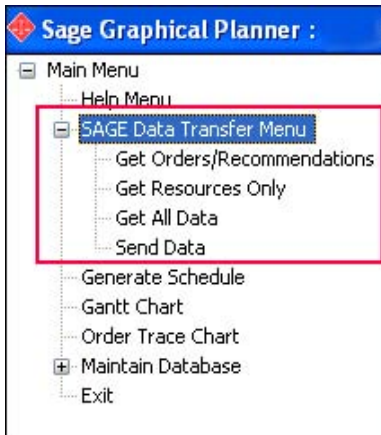 Sage Graphical Planner :
Main Menu
Help Menu
SAGE Data Transfer Menu
Get Orders/Recommendations
Get Resources Only
Get All Data
Send Data
Generate Schedule
Gantt Chart
Order Trace Chart
Maintain Database
Exit